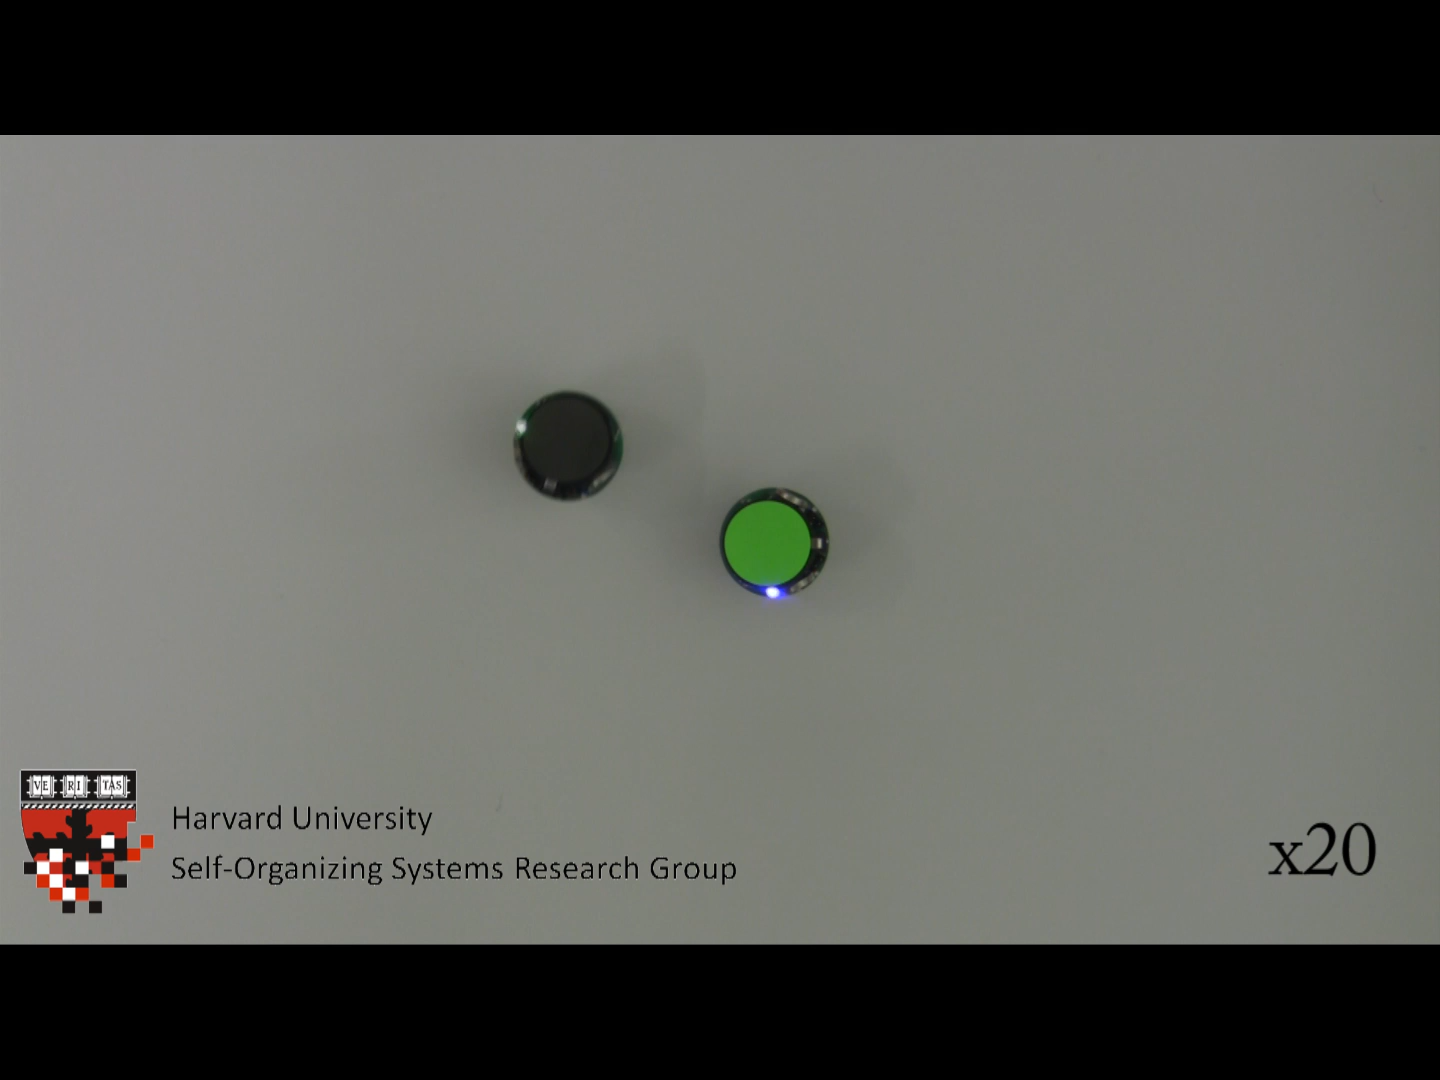 VE RI TAS
Harvard University
Self-Organizing Systems Research Group
x20